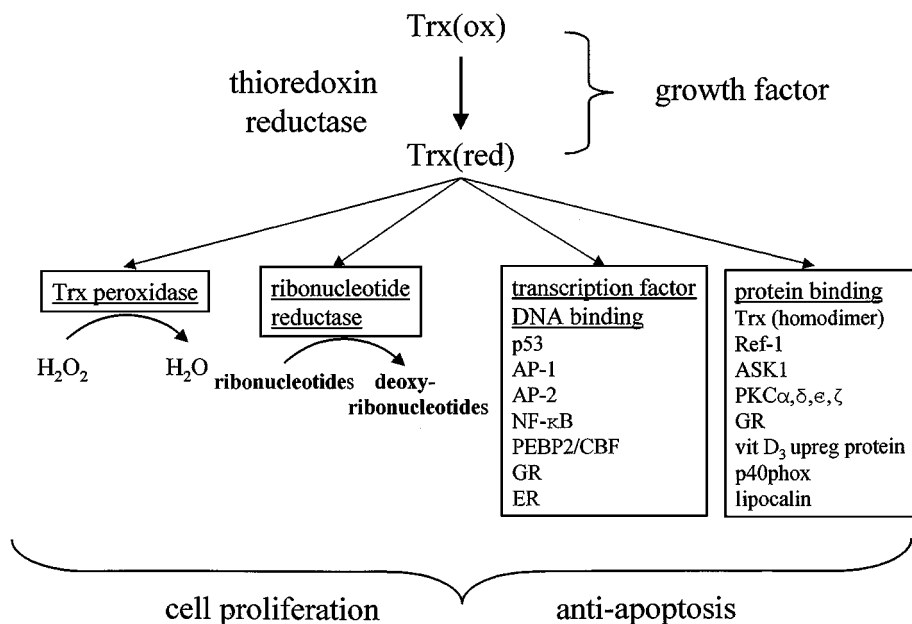 Trx(ox)
thioredoxin
reductase
growth factor
Trx(red)
Trx peroxidase
H₂O₂
H₂O
ribonucleotide
reductase
ribonucleotides
deoxy-
ribonucleotides
transcription factor
DNA binding
p53
AP-1
AP-2
NF-κB
PEBP2/CBF
GR
ER
protein binding
Trx (homodimer)
Ref-1
ASK1
PKCα,δ,ε,ζ
GR
vit D₃ upreg protein
p40phox
lipocalin
cell proliferation
anti-apoptosis